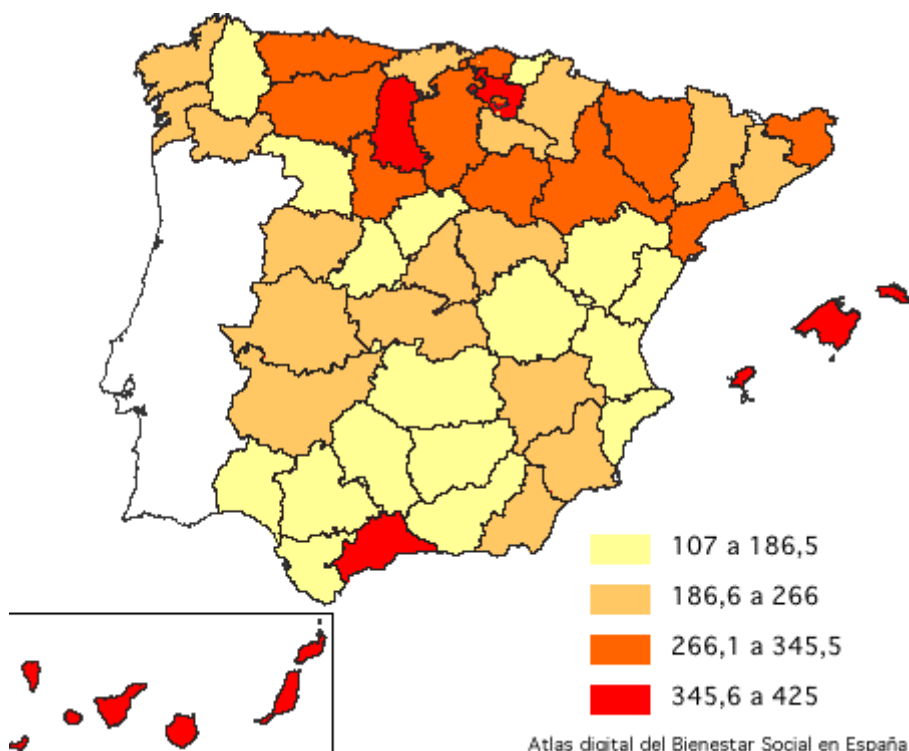 107 a 186,5
186,6 a 266
266,1 a 345,5
345,6 a 425
Atlas digital del Bienestar Social en España